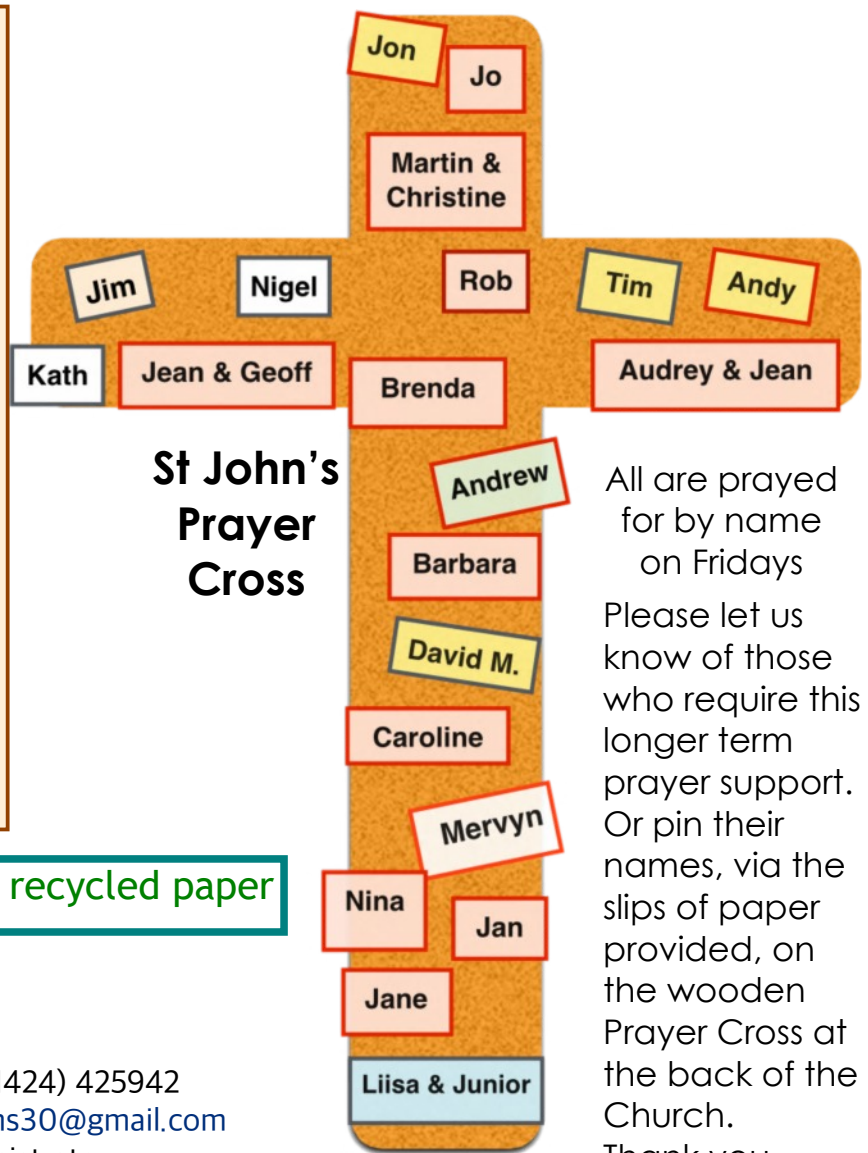 Jon
Jo
Martin &
Christine
Jim
Nigel
Rob
Tim
Andy
Kath
Jean & Geoff
Brenda
Audrey & Jean
St John's
Prayer
Cross
Andrew
Barbara
David M.
Caroline
Mervyn
Nina
Jan
Jane
Liisa & Junior
All are prayed
for by name
on Fridays
Please let us
know of those
who require this
longer term
prayer support.
Or pin their
names, via the
slips of paper
provided, on
the wooden
Prayer Cross at
the back of the
Church.
Thank you
recycled paper
424) 425942
ns30@gmail.com